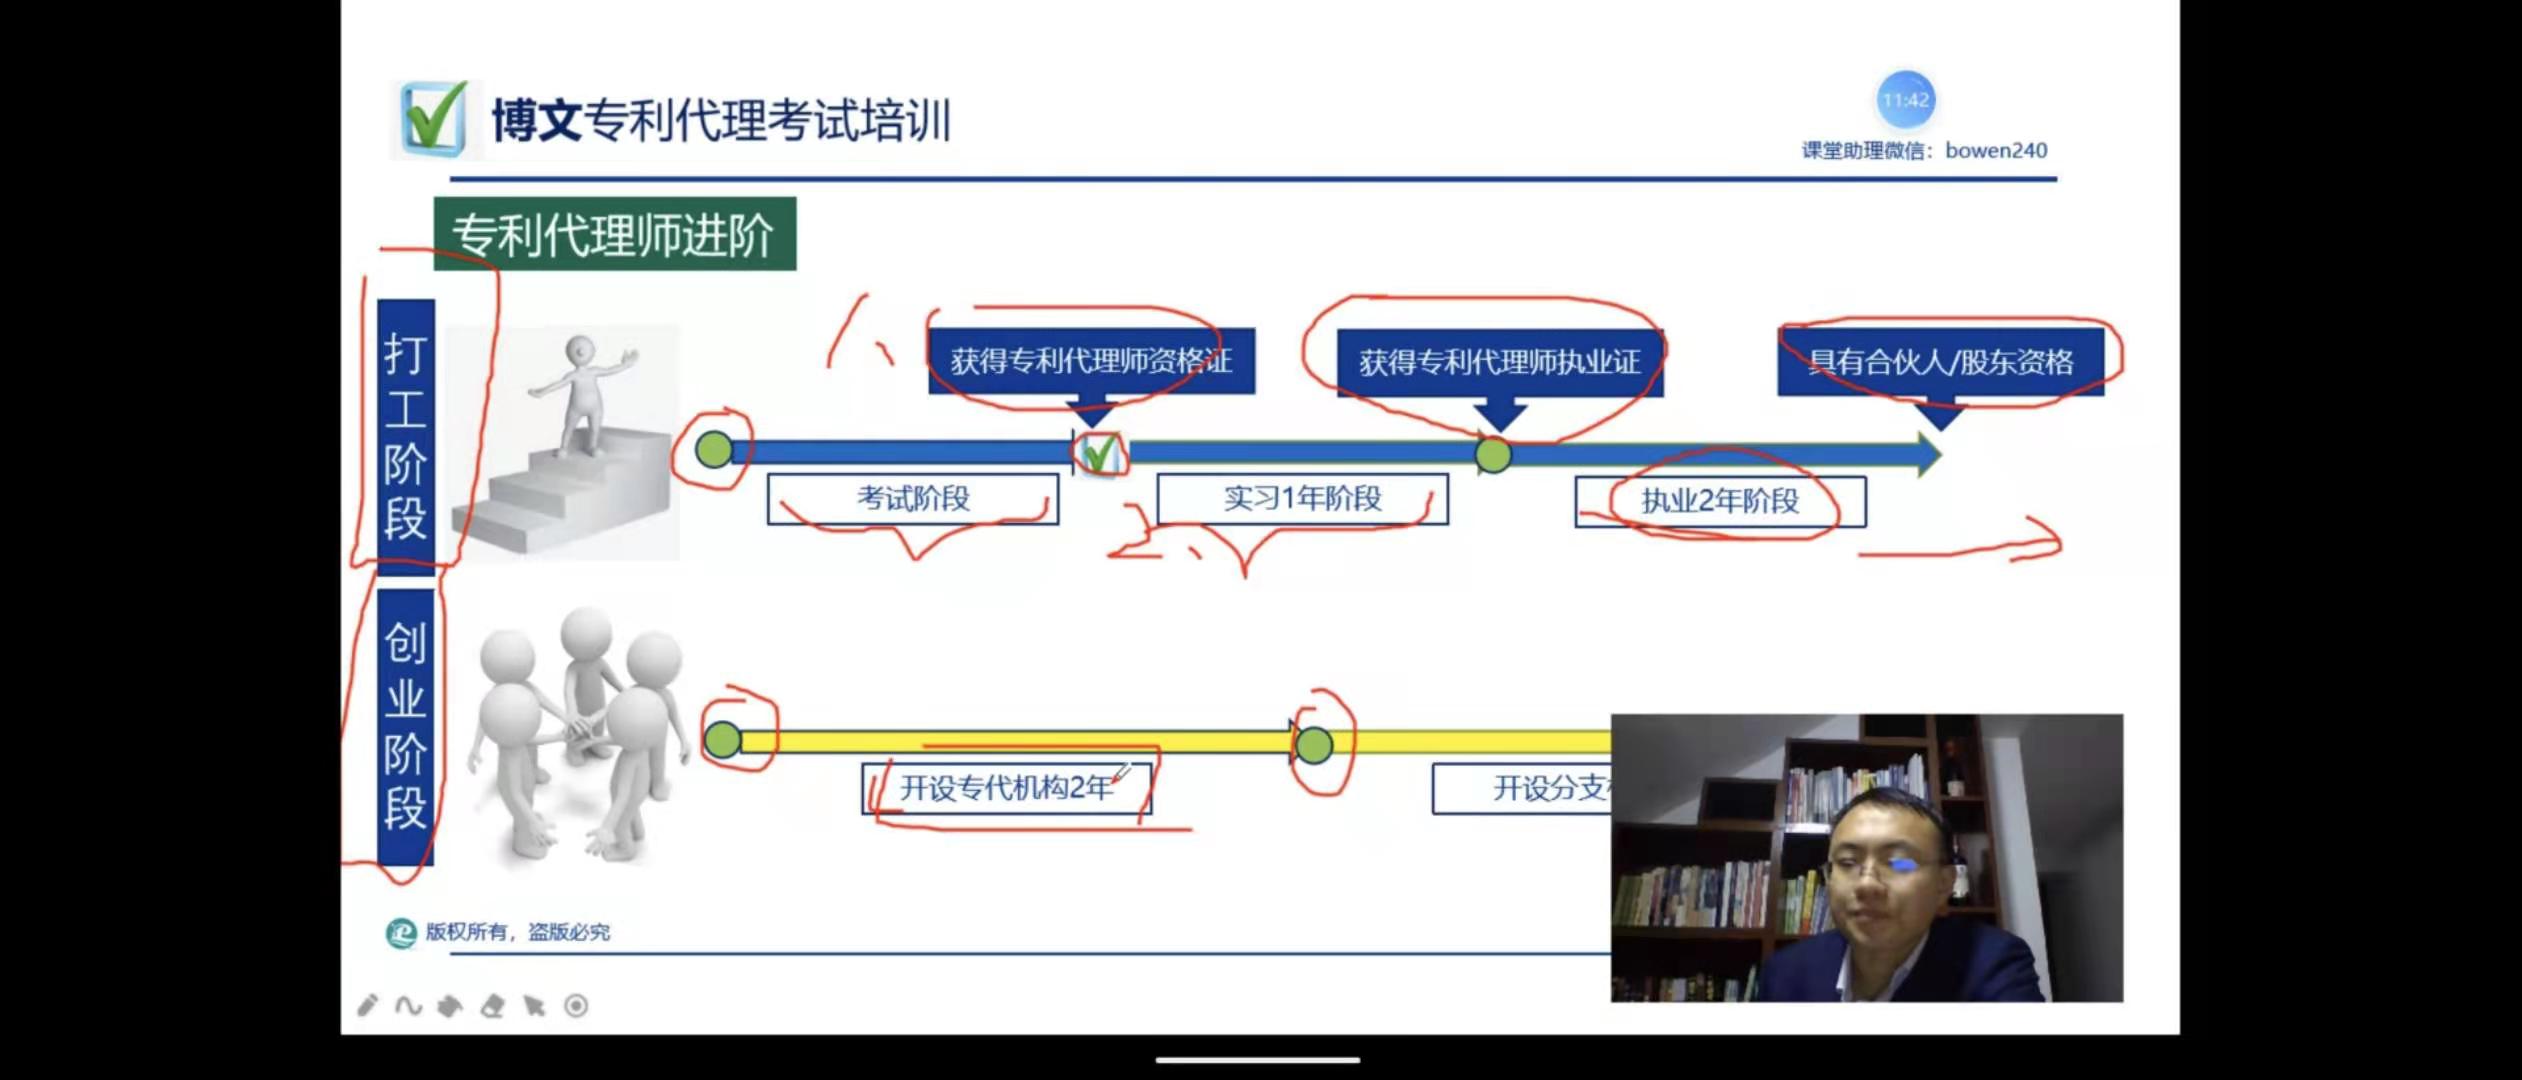 博文专利代理考试培训
11:42
课堂助理微信：bowen240
专利代理师进阶
打工阶段
1、
获得专利代理师资格证
获得专利代理师执业证
具有合伙人/股东资格
考试阶段
2、
实习1年阶段
执业2年阶段
创业阶段
开设专代机构2年
开设分支
版权所有，盗版必究